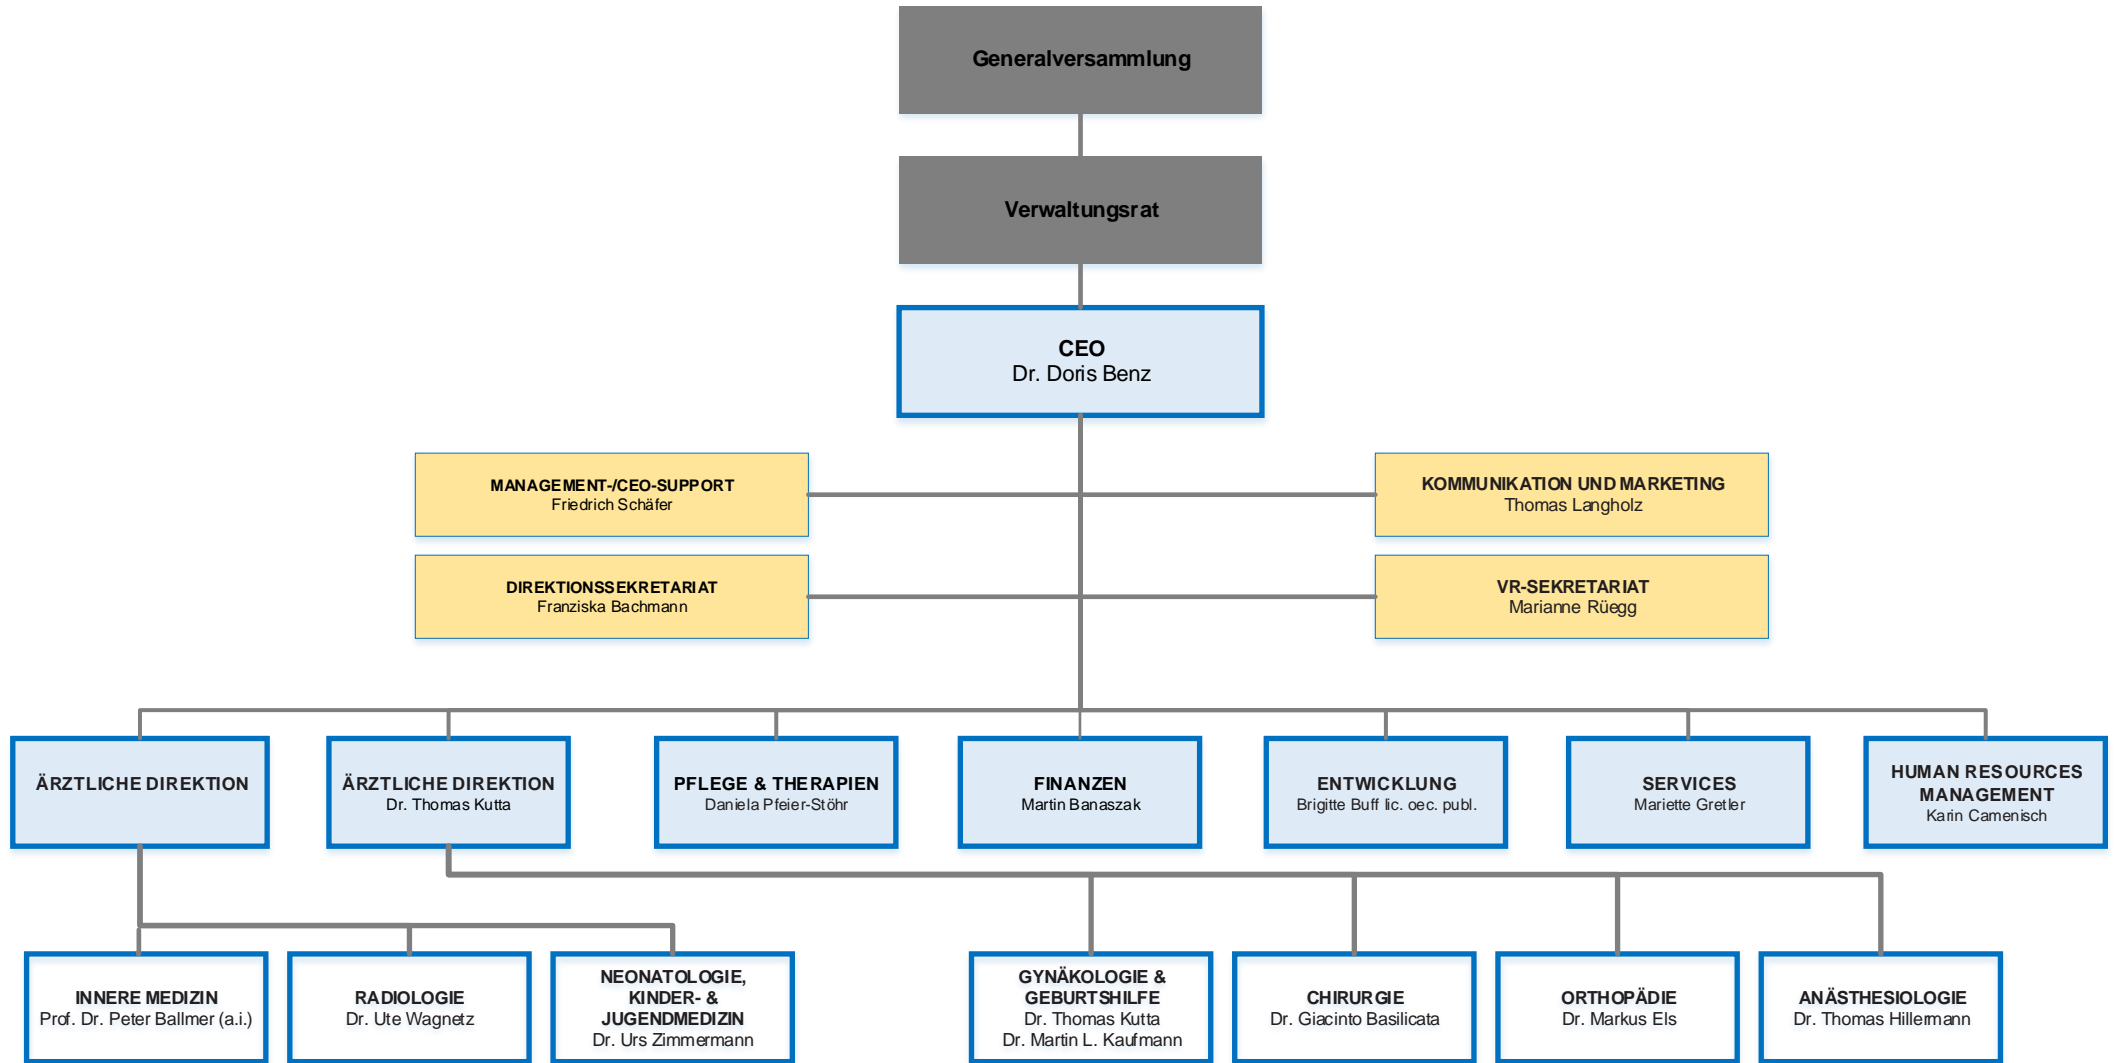 Generalversammlung
Verwaltungsrat
CEO
Dr. Doris Benz
MANAGEMENT-/CEO-SUPPORT
Friedrich Schäfer
KOMMUNIKATION UND MARKETING
Thomas Langholz
DIREKTIONSSEKRETARIAT
Franziska Bachmann
VR-SEKRETARIAT
Marianne Rüegg
ÄRZTLICHE DIREKTION
ÄRZTLICHE DIREKTION
Dr. Thomas Kutta
PFLEGE & THERAPIEN
Daniela Pfeier-Stöhr
FINANZEN
Martin Banaszak
ENTWICKLUNG
Brigitte Buff lic. oec. publ.
SERVICES
Mariette Gretler
HUMAN RESOURCES
MANAGEMENT
Karin Camenisch
INNERE MEDIZIN
Prof. Dr. Peter Ballmer (a.i.)
RADIOLOGIE
Dr. Ute Wagnetz
NEONATOLOGIE,
KINDER- &
JUGENDMEDIZIN
Dr. Urs Zimmermann
GYNÄKOLOGIE &
GEBURTSHILFE
Dr. Thomas Kutta
Dr. Martin L. Kaufmann
CHIRURGIE
Dr. Giacinto Basilicata
ORTHOPÄDIE
Dr. Markus Els
ANÄSTHESIOLOGIE
Dr. Thomas Hillermann